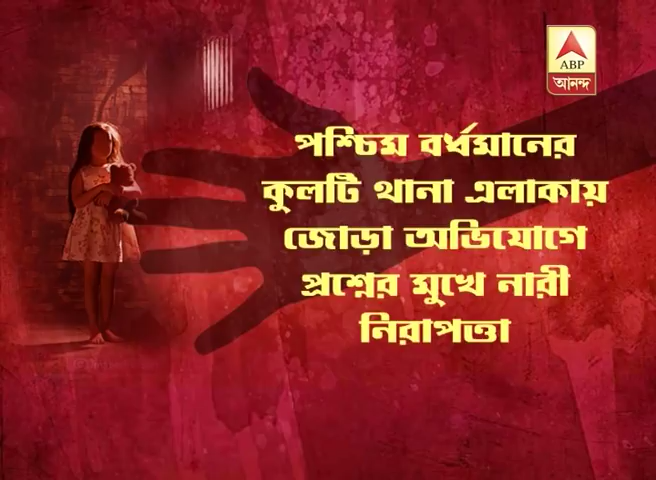 ABP
আনন্দ
পশ্চিম বর্ধমানের
কুলটি থানা এলাকায়
জোড়া অভিযোগে
প্রশ্নের মুখে নারী
নিরাপত্তা